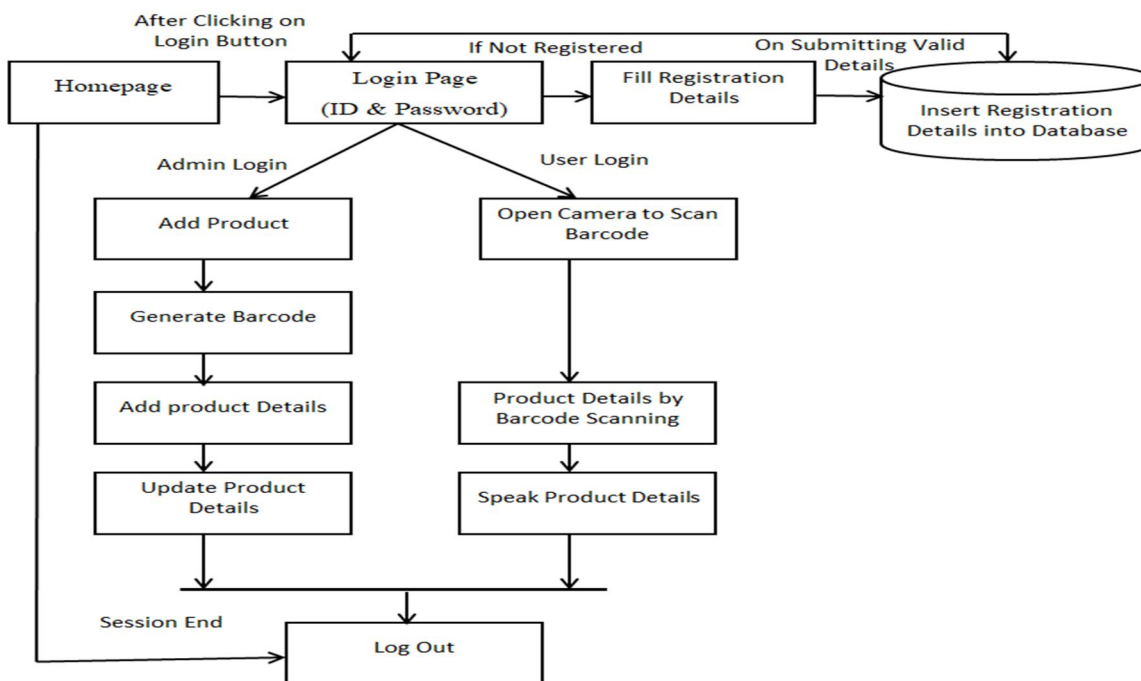 After Clicking on
Login Button
If Not Registered
On Submitting Valid
Details
Homepage
Login Page
(ID & Password)
Fill Registration
Details
Insert Registration
Details into Database
Admin Login
User Login
Add Product
Open Camera to Scan
Barcode
Generate Barcode
Add product Details
Product Details by
Barcode Scanning
Update Product
Details
Speak Product Details
Session End
Log Out